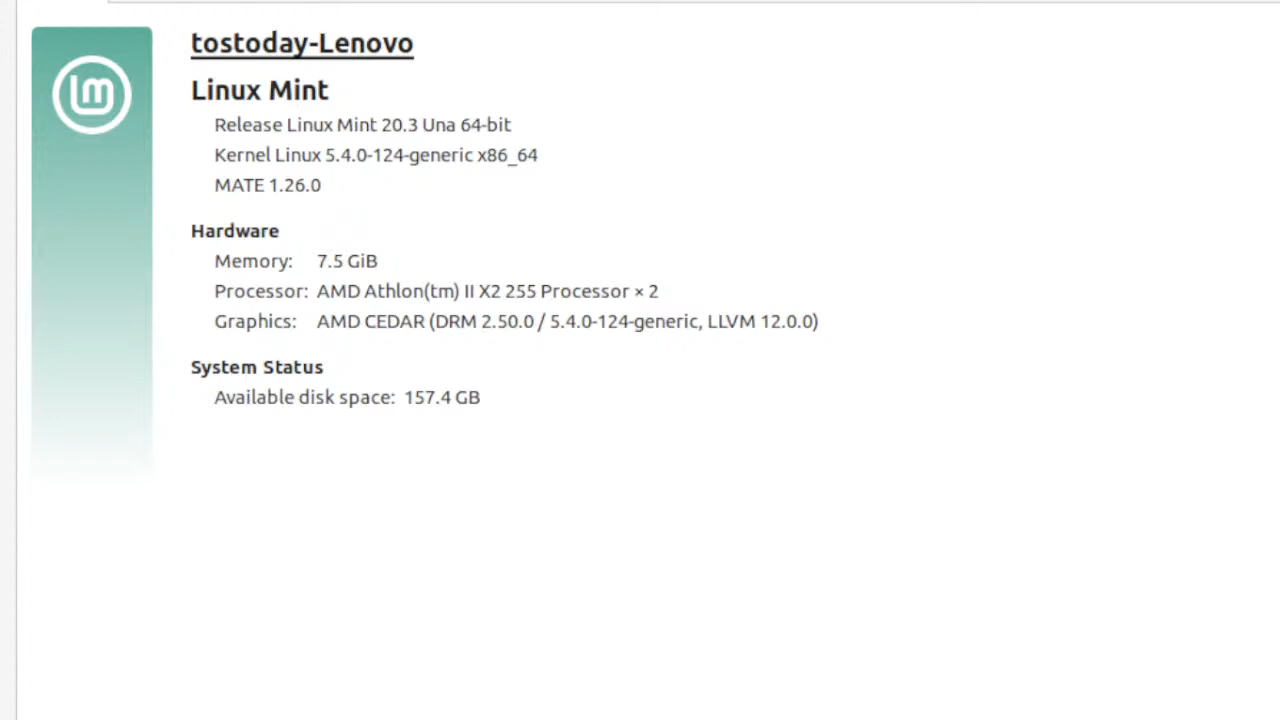 tostoday-Lenovo
Linux Mint
Release Linux Mint 20.3 Una 64-bit
Kernel Linux 5.4.0-124-generic x86_64
MATE 1.26.0
Hardware
Memory: 7.5 GiB
Processor: AMD Athlon(tm) II X2 255 Processor × 2
Graphics: AMD CEDAR (DRM 2.50.0 / 5.4.0-124-generic, LLVM 12.0.0)
System Status
Available disk space: 157.4 GB